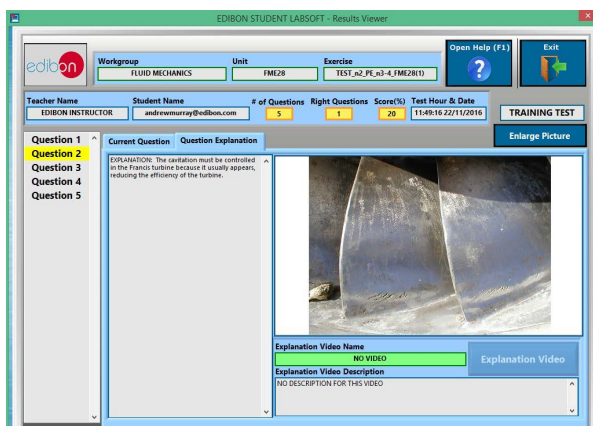 EDIBON STUDENT LABSOFT - Results Viewer
edibon
Workgroup
FLUID MECHANICS
Unit
FME28
Exercise
TEST_n2_PE_n3-4_FME28(1)
Open Help (F1)
?
Exit
Teacher Name
EDIBON INSTRUCTOR
Student Name
andrewmurray@edibon.com
# of Questions
5
Right Questions
1
Score(%)
20
Test Hour & Date
11:49:16 22/11/2016
TRAINING TEST
Enlarge Picture
Question 1
Question 2
Question 3
Question 4
Question 5
Current Question
Question Explanation
EXPLANATION: The cavitation must be controlled
in the Francis turbine because it usually appears,
reducing the efficiency of the turbine.
Explanation Video Name
NO VIDEO
Explanation Video
Explanation Video Description
NO DESCRIPTION FOR THIS VIDEO